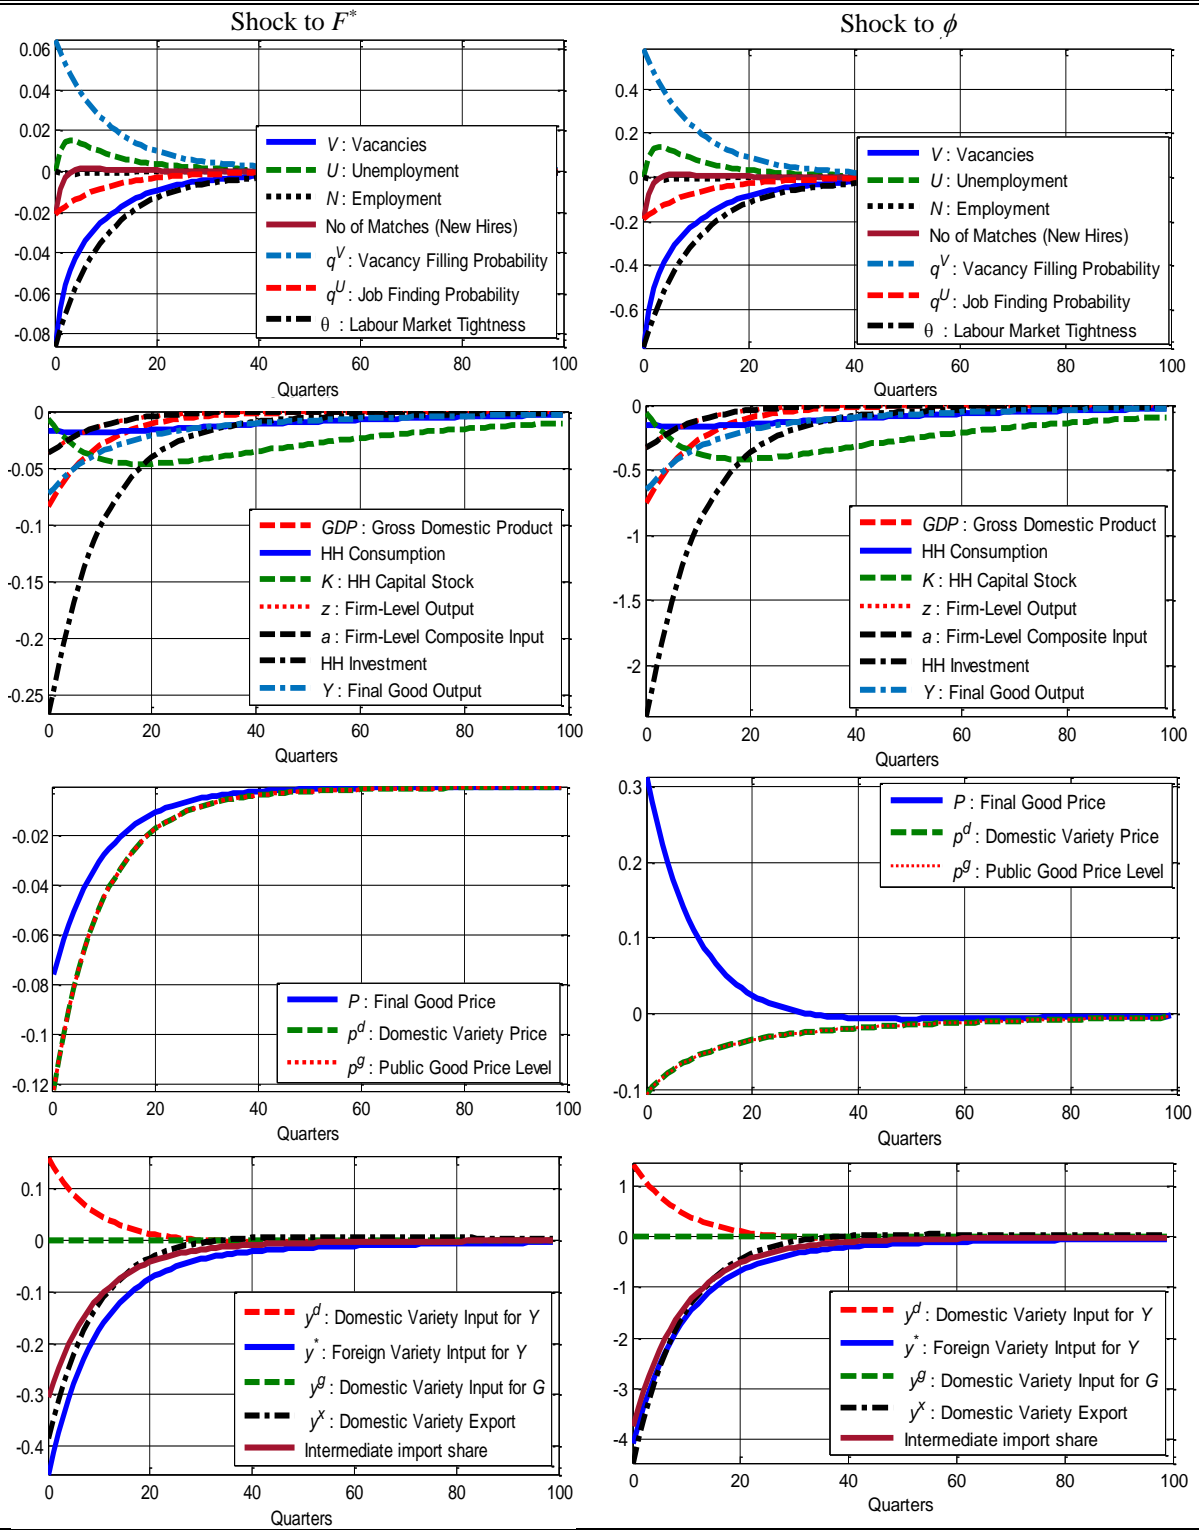 Shock to F*
Shock to ϕ
0.06
0.04
0.02
0
-0.02
-0.04
-0.06
-0.08
V : Vacancies
U : Unemployment
N : Employment
No of Matches (New Hires)
q^V : Vacancy Filling Probability
q^U : Job Finding Probability
θ : Labour Market Tightness
0 20 40 60 80 100
Quarters
0.4
0.2
0
-0.2
-0.4
-0.6
V : Vacancies
U : Unemployment
N : Employment
No of Matches (New Hires)
q^V : Vacancy Filling Probability
q^U : Job Finding Probability
θ : Labour Market Tightness
0 20 40 60 80 100
Quarters
0
-0.05
-0.1
-0.15
-0.2
-0.25
GDP : Gross Domestic Product
HH Consumption
K : HH Capital Stock
z : Firm-Level Output
a : Firm-Level Composite Input
HH Investment
Y : Final Good Output
0 20 40 60 80 100
Quarters
0
-0.5
-1
-1.5
-2
GDP : Gross Domestic Product
HH Consumption
K : HH Capital Stock
z : Firm-Level Output
a : Firm-Level Composite Input
HH Investment
Y : Final Good Output
0 20 40 60 80 100
Quarters
-0.02
-0.04
-0.06
-0.08
-0.1
-0.12
P : Final Good Price
p^d : Domestic Variety Price
p^g : Public Good Price Level
0 20 40 60 80 100
Quarters
0.3
0.2
0.1
0
-0.1
P : Final Good Price
p^d : Domestic Variety Price
p^g : Public Good Price Level
0 20 40 60 80 100
Quarters
0.1
0
-0.1
-0.2
-0.3
-0.4
y^d : Domestic Variety Input for Y
y^* : Foreign Variety Intput for Y
y^g : Domestic Variety Input for G
y^x : Domestic Variety Export
Intermediate import share
0 20 40 60 80 100
Quarters
1
0
-1
-2
-3
-4
y^d : Domestic Variety Input for Y
y^* : Foreign Variety Intput for Y
y^g : Domestic Variety Input for G
y^x : Domestic Variety Export
Intermediate import share
0 20 40 60 80 100
Quarters